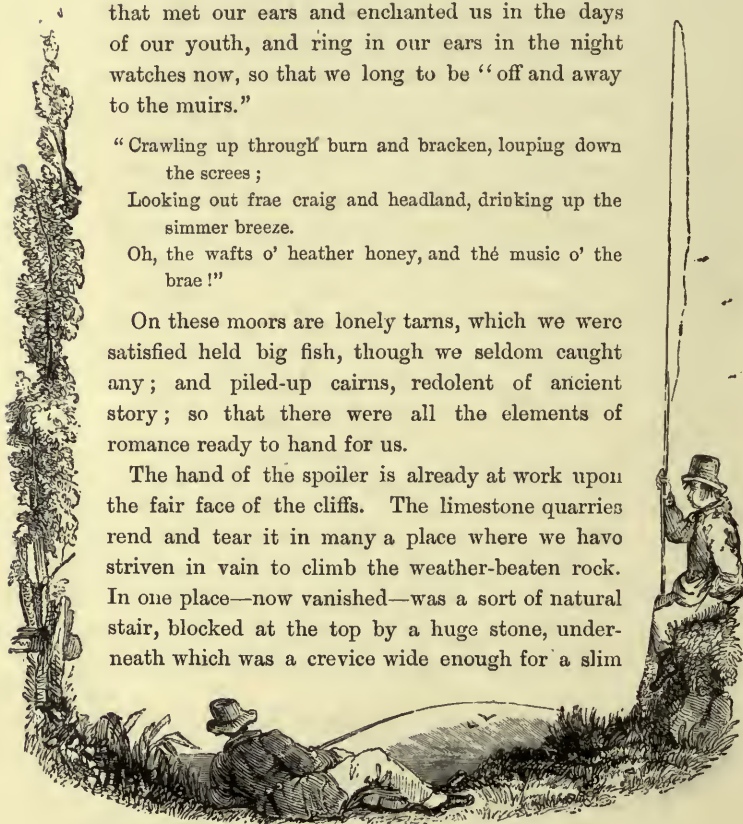 that met our ears and enchanted us in the days
of our youth, and ring in our ears in the night
watches now, so that we long to be "off and away
to the muirs."
"Crawling up through burn and bracken, louping down
the screes;
Looking out frae craig and headland, drinking up the
simmer breeze.
Oh, the wafts o' heather honey, and the music o' the
brae!"
On these moors are lonely tarns, which we were
satisfied held big fish, though we seldom caught
any; and piled-up cairns, redolent of ancient
story; so that there were all the elements of
romance ready to hand for us.
The hand of the spoiler is already at work upon
the fair face of the cliffs. The limestone quarries
rend and tear it in many a place where we have
striven in vain to climb the weather-beaten rock.
In one place—now vanished—was a sort of natural
stair, blocked at the top by a huge stone, under-
neath which was a crevice wide enough for a slim